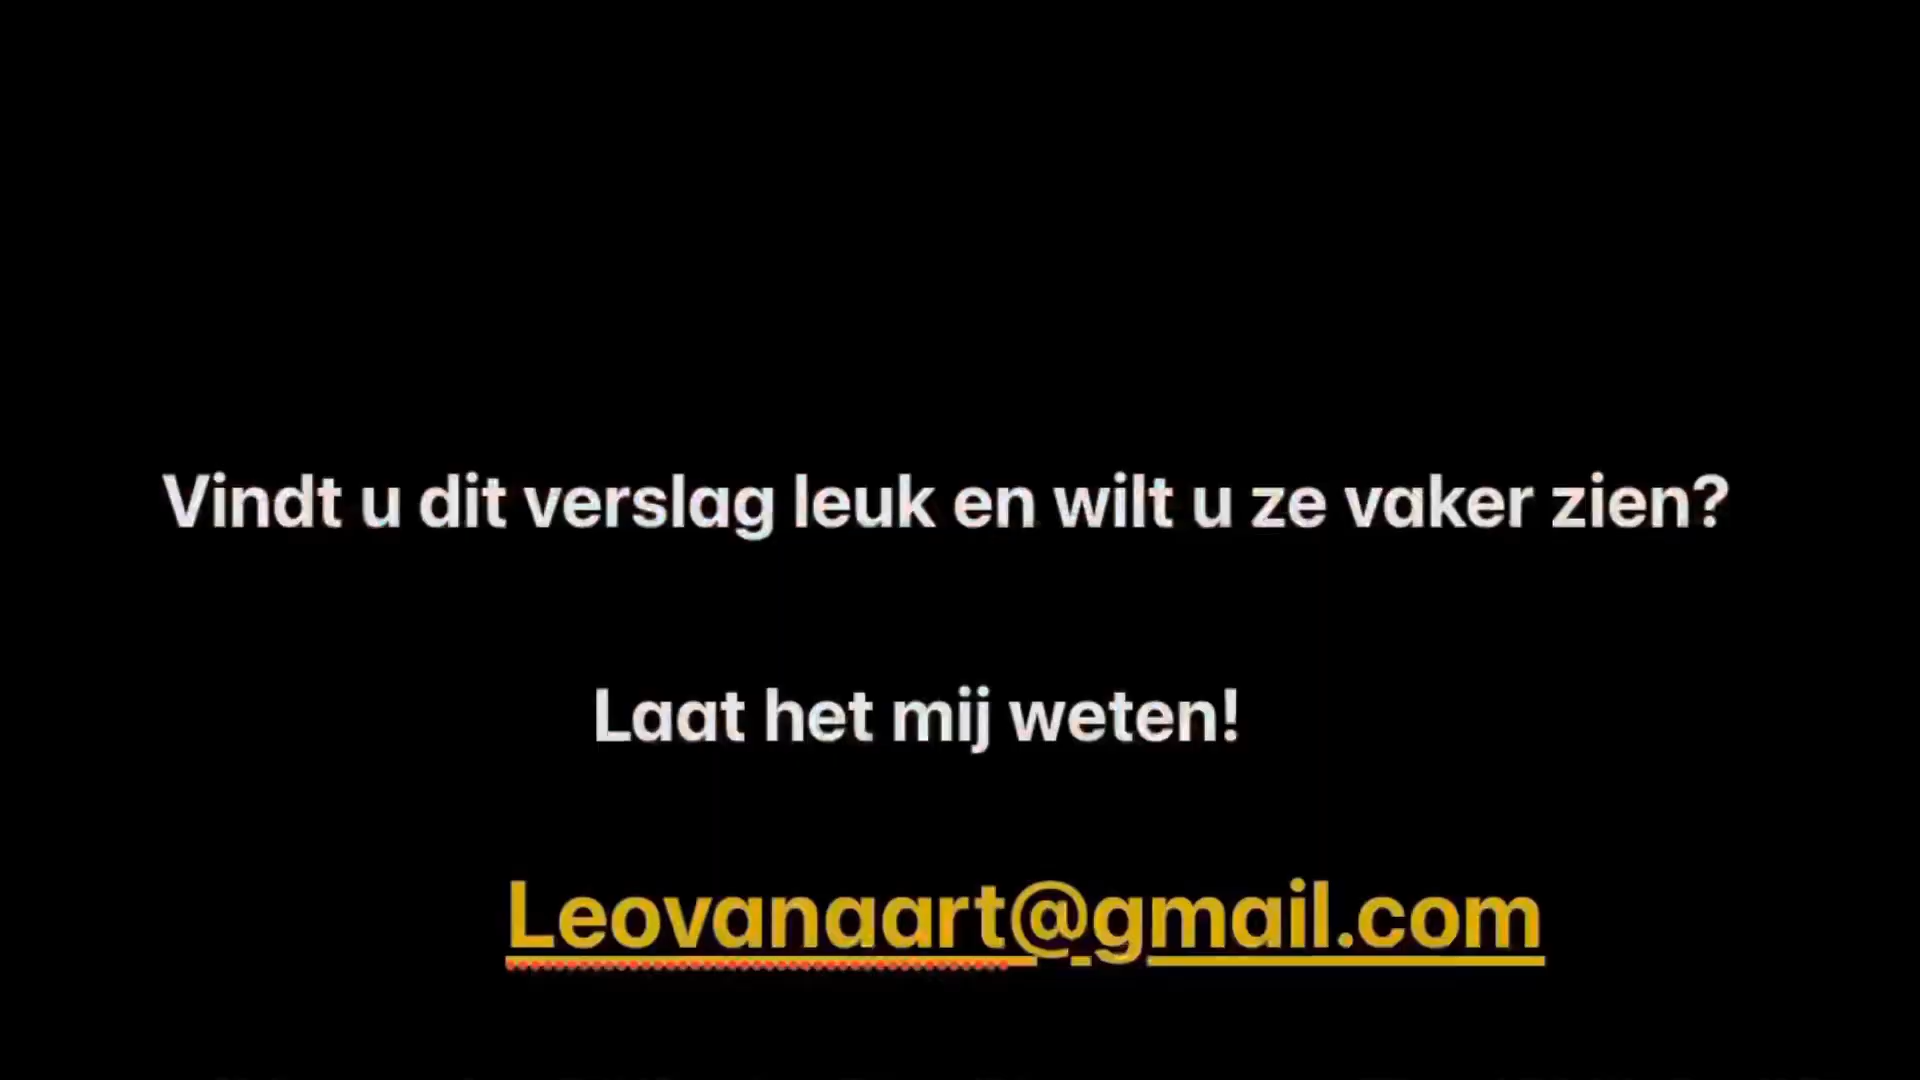 Vindt u dit verslag leuk en wilt u ze vaker zien?
Laat het mij weten!
Leovanaart@gmail.com